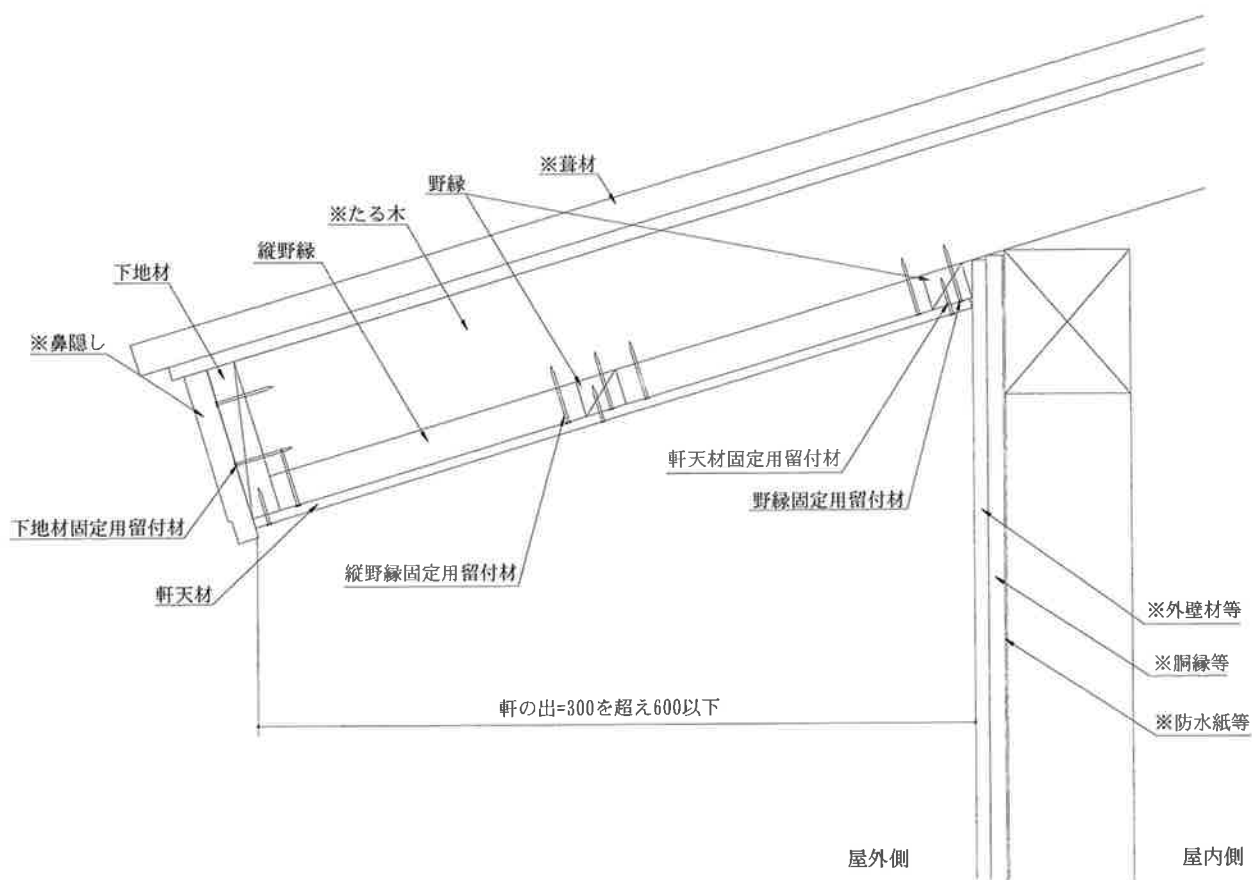 ※葺材
野縁
※たる木
縦野縁
下地材
※鼻隠し
軒天材固定用留付材
野縁固定用留付材
下地材固定用留付材
縦野縁固定用留付材
軒天材
※外壁材等
※胴縁等
軒の出=300を超え600以下
※防水紙等
屋外側
屋内側